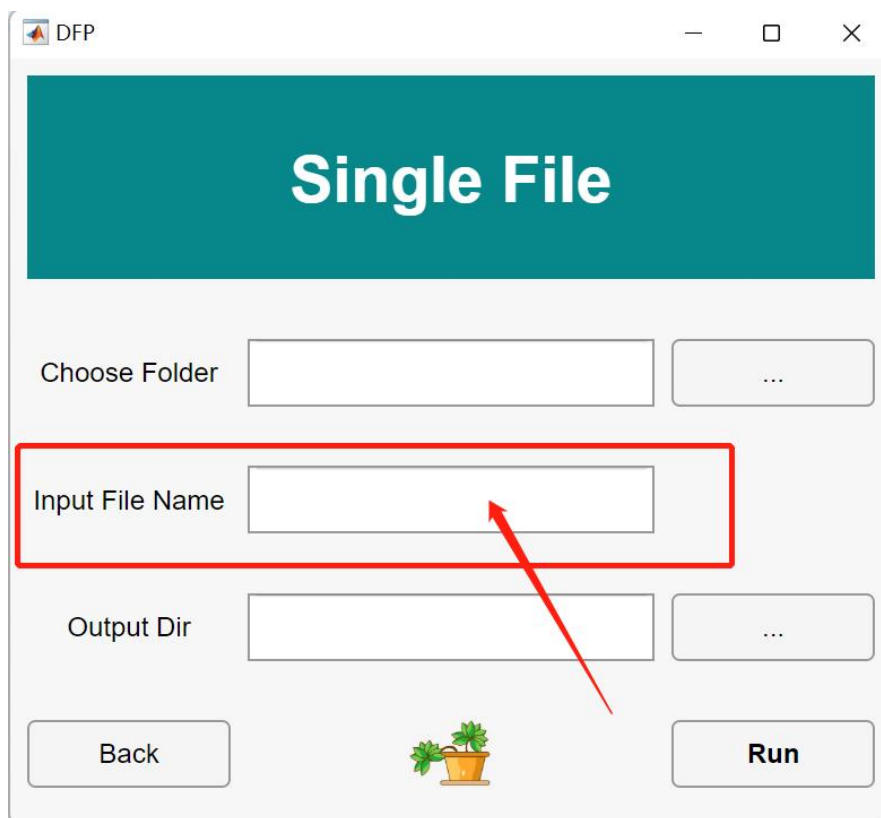 DFP
Single File
Choose Folder
...
Input File Name
Output Dir
...
Back
Run